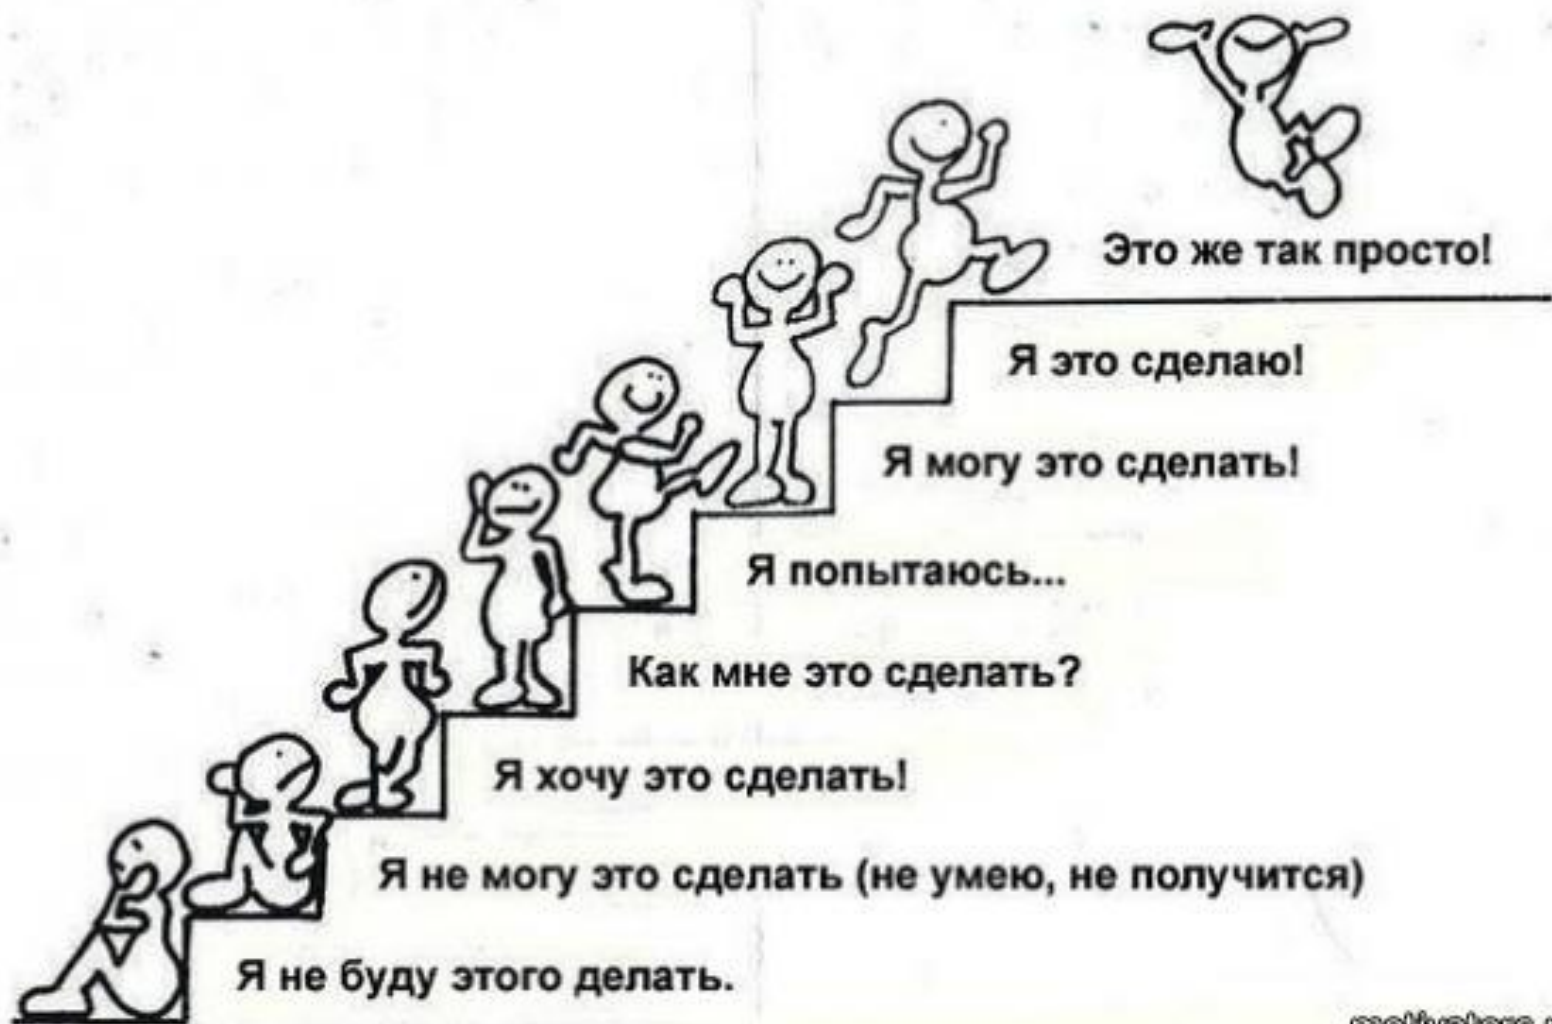 Это же так просто!
Я это сделаю!
Я могу это сделать!
Я попытаюсь...
Как мне это сделать?
Я хочу это сделать!
Я не могу это сделать (не умею, не получится)
Я не буду этого делать.